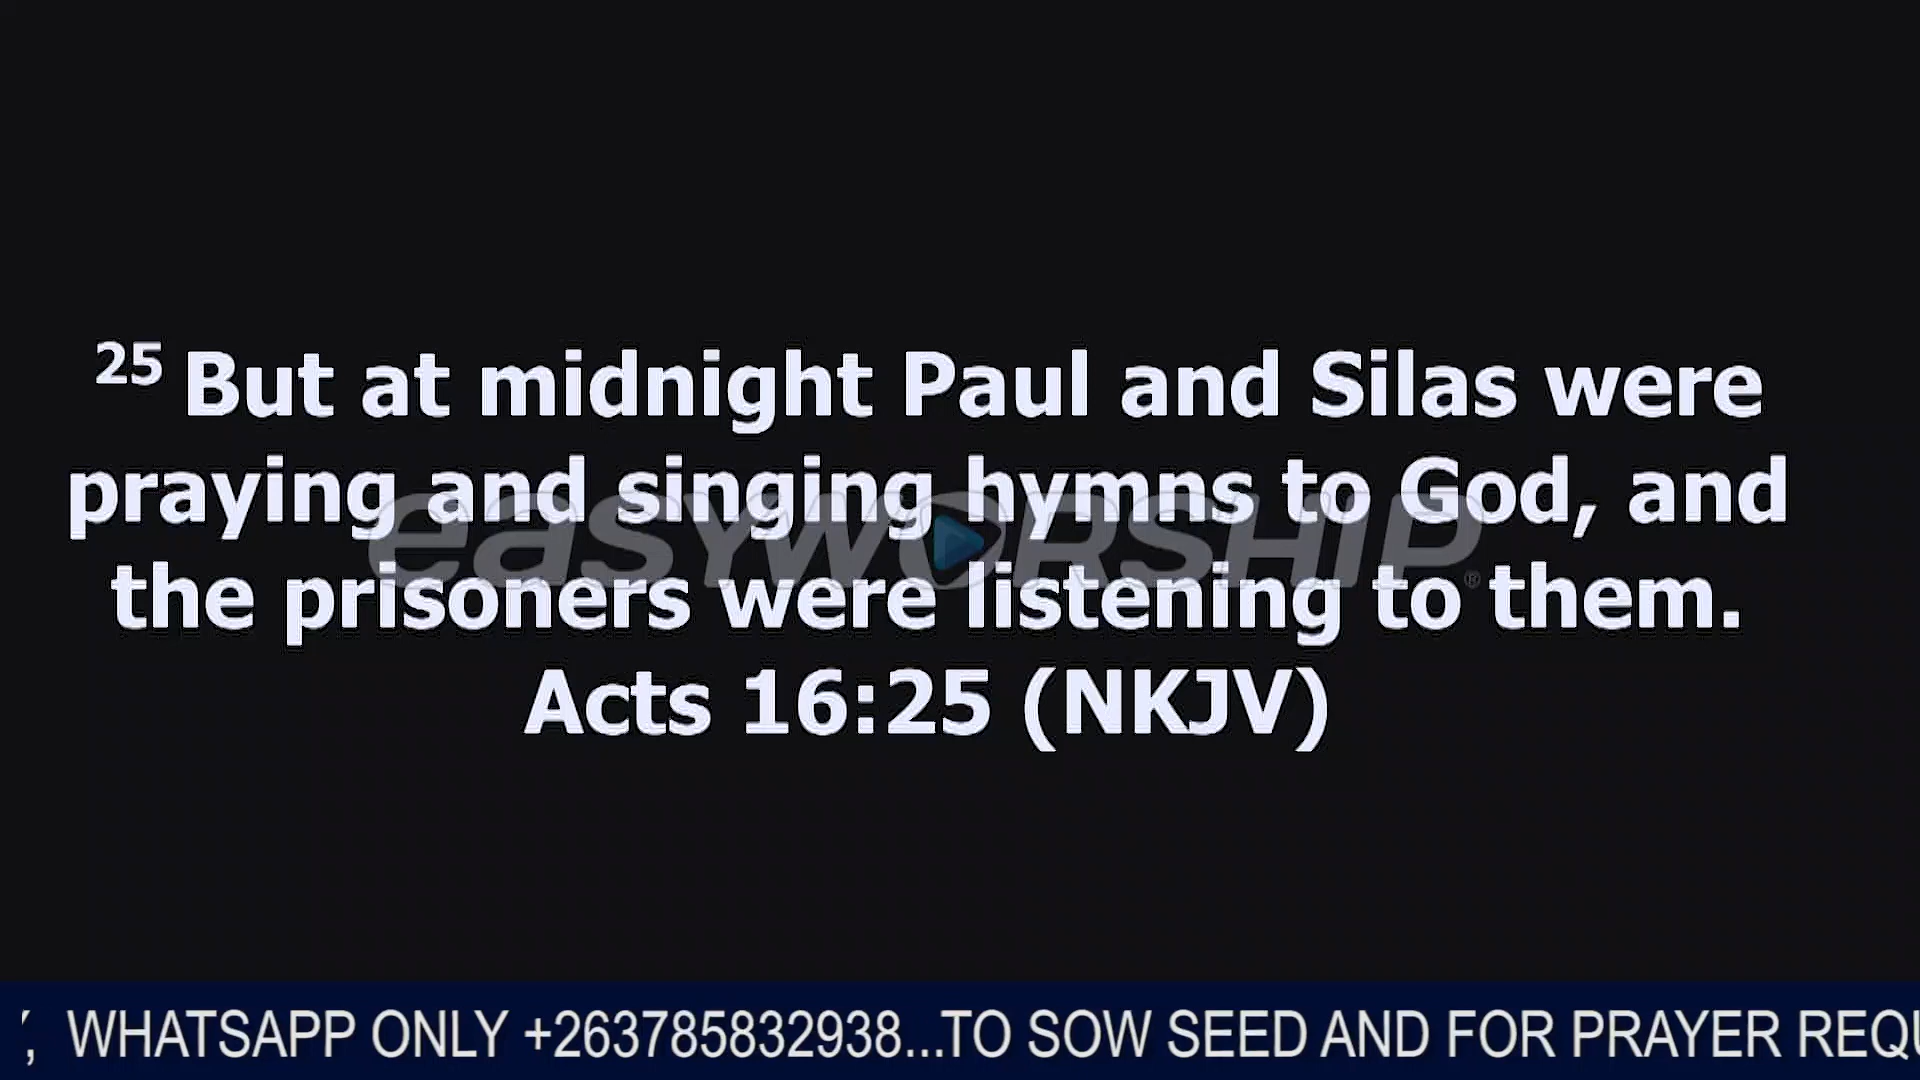 25 But at midnight Paul and Silas were
praying and singing hymns to God, and
easyworship®
the prisoners were listening to them.
Acts 16:25 (NKJV)
, WHATSAPP ONLY +263785832938...TO SOW SEED AND FOR PRAYER REQU